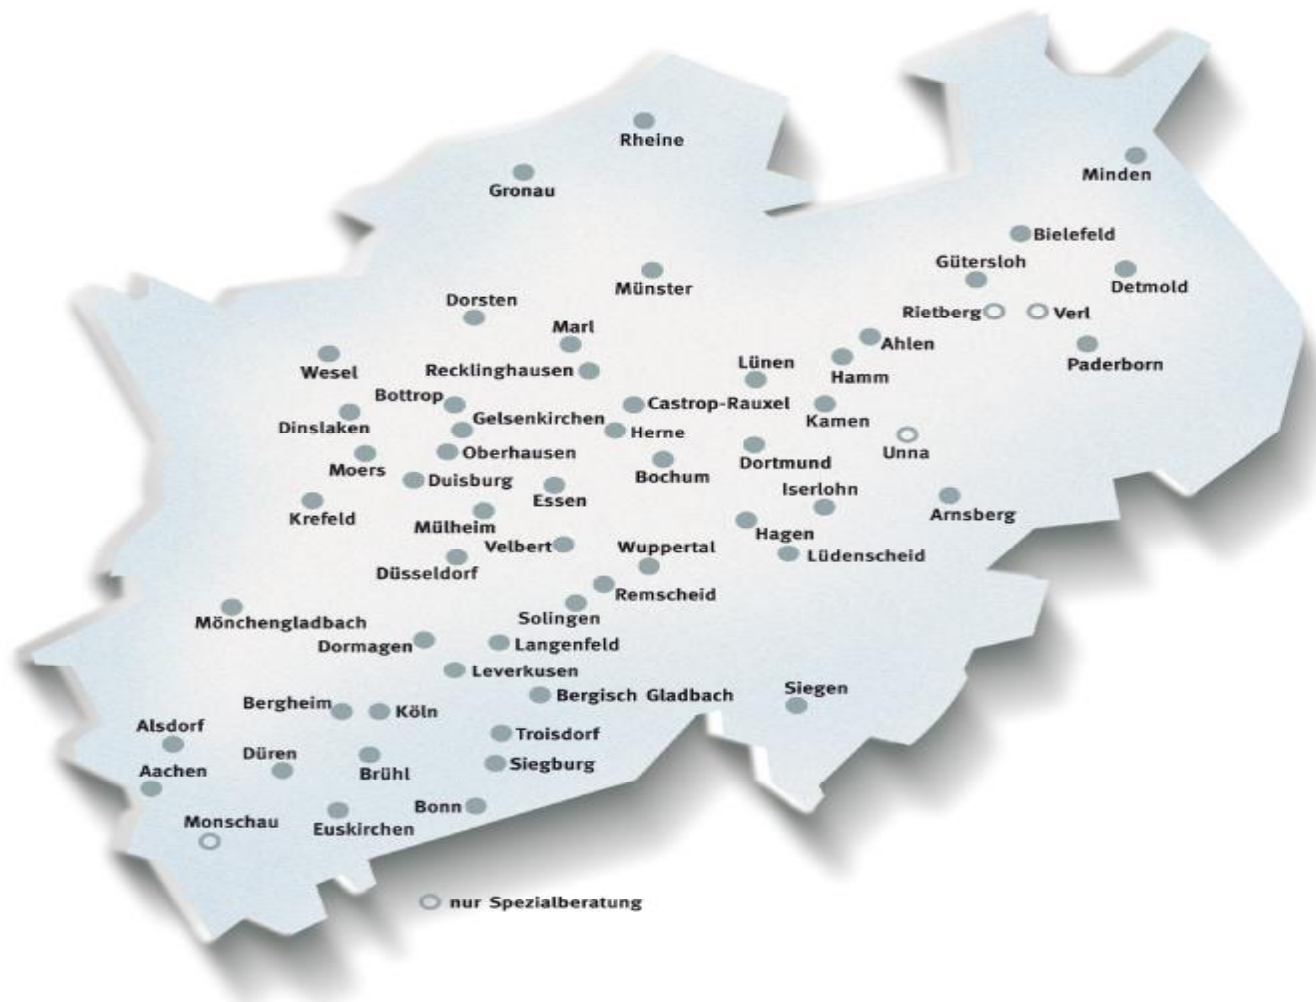 Rheine
Minden
Gronau
Bielefeld
Gütersloh
Münster
Detmold
Dorsten
Rietberg
Verl
Marl
Ahlen
Lünen
Paderborn
Wesel
Recklinghausen
Hamm
Bottrop
Castrop-Rauxel
Gelsenkirchen
Kamen
Dinslaken
Herne
Oberhausen
Unna
Moers
Dortmund
Duisburg
Bochum
Iserlohn
Essen
Arnsberg
Krefeld
Mülheim
Hagen
Velbert
Wuppertal
Lüdenscheid
Düsseldorf
Remscheid
Solingen
Mönchengladbach
Dormagen
Langenfeld
Leverkusen
Siegen
Bergisch Gladbach
Bergheim
Köln
Alsdorf
Troisdorf
Düren
Siegburg
Aachen
Brühl
Bonn
Monschau
Euskirchen
nur Spezialberatung